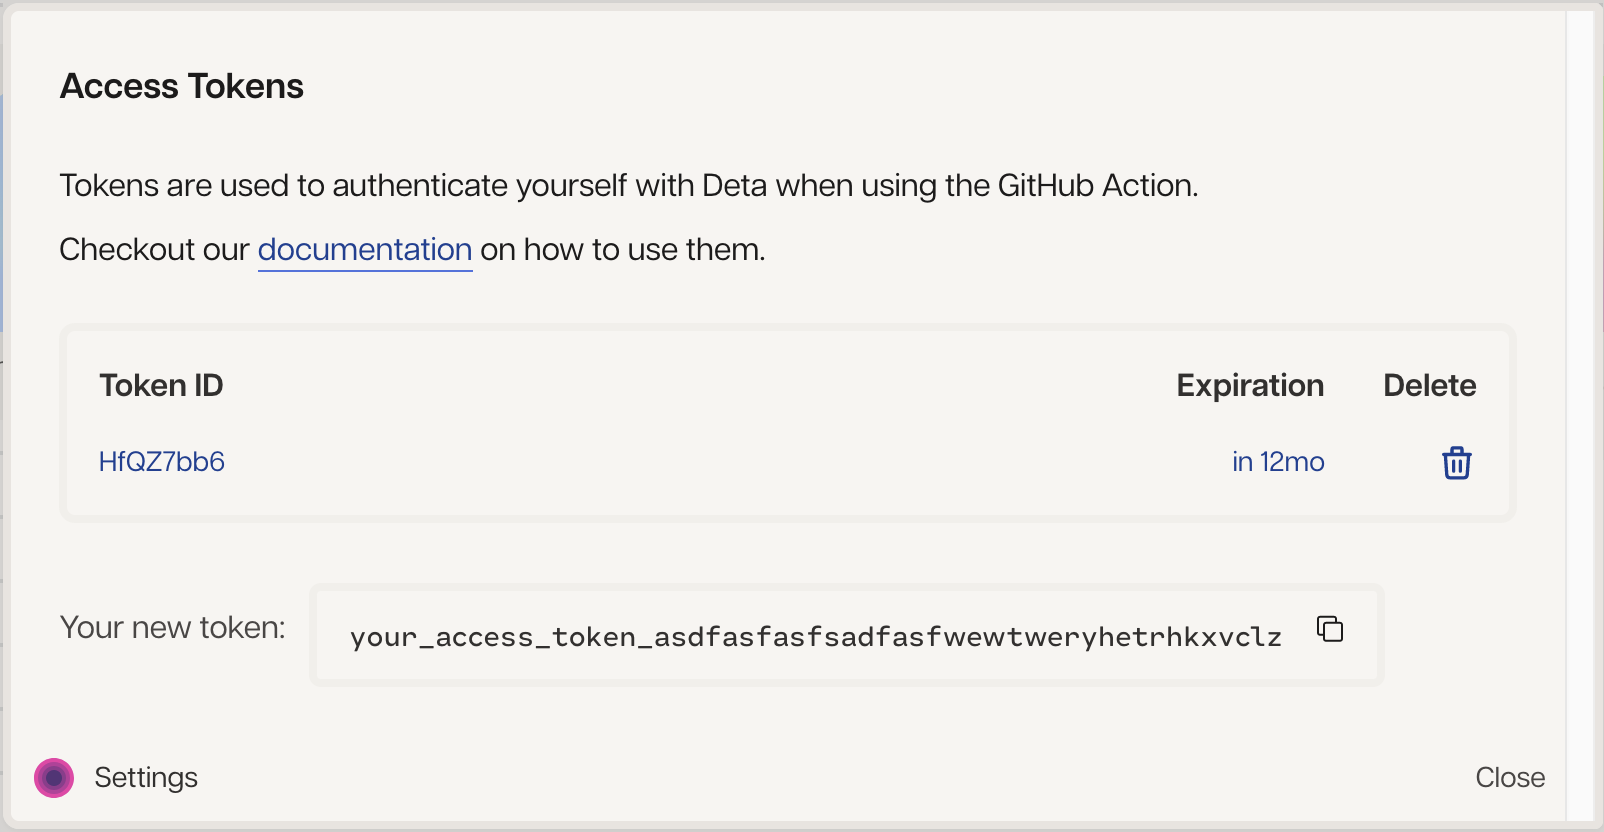 Access Tokens
Tokens are used to authenticate yourself with Deta when using the GitHub Action.
Checkout our documentation on how to use them.
Token ID Expiration Delete
HfQZ7bb6 in 12mo
Your new token: your_access_token_asdfasfasfsadfasfwewtweryhetrhkxvclz
Settings Close